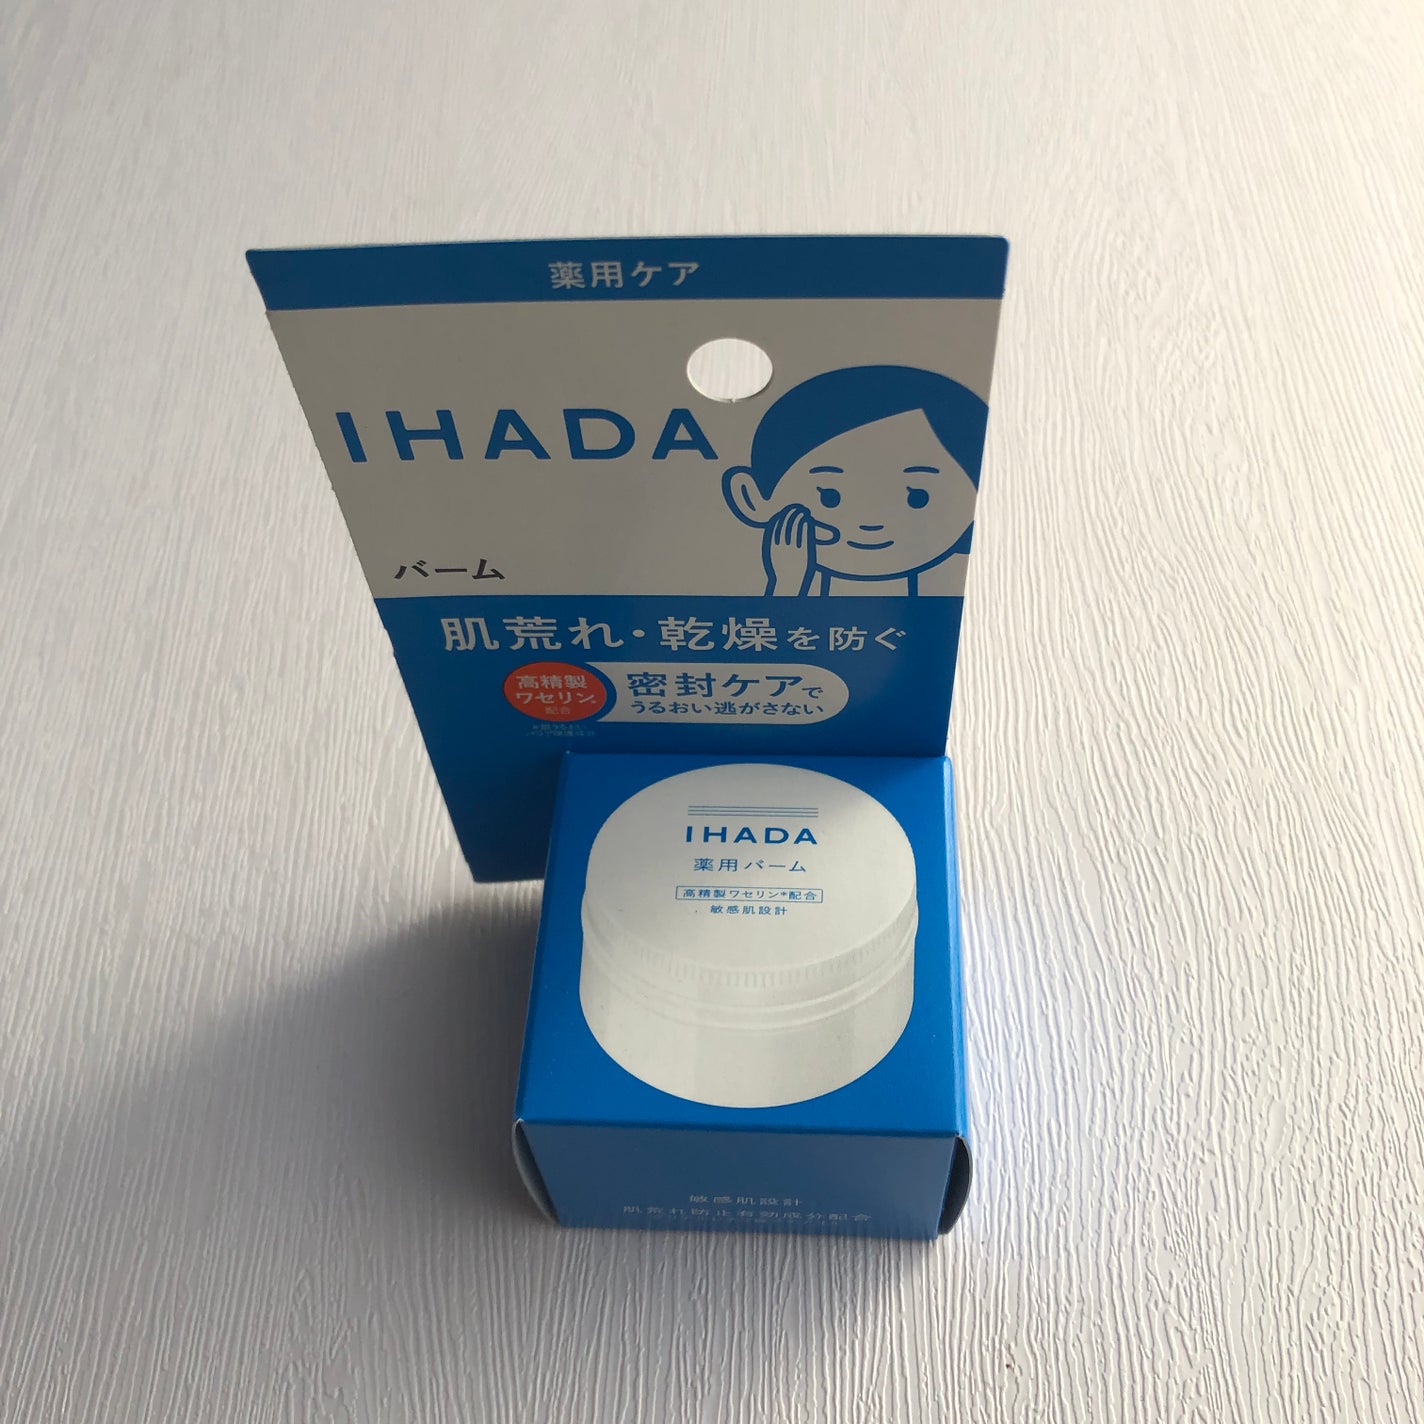 薬用ケア
IHADA
バーム
肌荒れ・乾燥を防ぐ
高精製
ワセリン*
配合
密封ケアで
うるおい逃がさない
IHADA
薬用バーム
高精製ワセリン*配合
敏感肌設計
敏感肌設計
肌荒れ防止有効成分配合